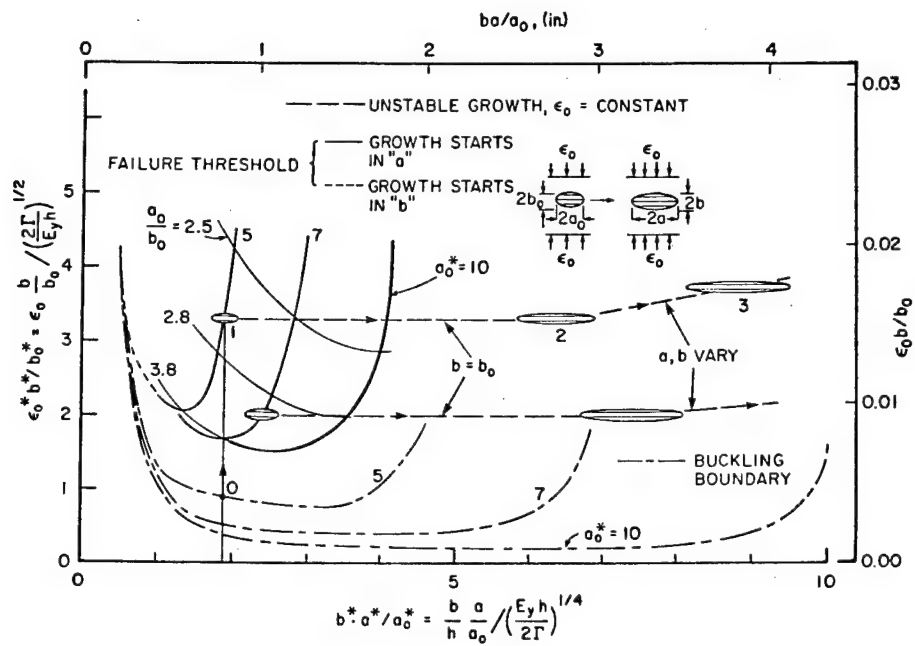 ba/a₀, (in.)
0 1 2 3 4
— — — UNSTABLE GROWTH, ϵ₀ = CONSTANT
FAILURE THRESHOLD
GROWTH STARTS IN "a"
GROWTH STARTS IN "b"
ϵ₀ ϵ₀
2b₀ 2a₀ 2a 2b
ϵ₀ ϵ₀
a₀/b₀ = 2.5
5 7
a₀* = 10
2.8
3.8
1 2 3
b = b₀
a, b VARY
0
5
7
a₀* = 10
BUCKLING BOUNDARY
5
4
3
2
1
0
ϵ₀* b*/b₀* = ϵ₀ b/b₀ /(2Γ/E_y h)^1/2
0.03
0.02
0.01
0.00
ϵ₀b/b₀
0 5 10
b*·a*/a₀* = b/h a/a₀ /(E_y h/2Γ)^1/4